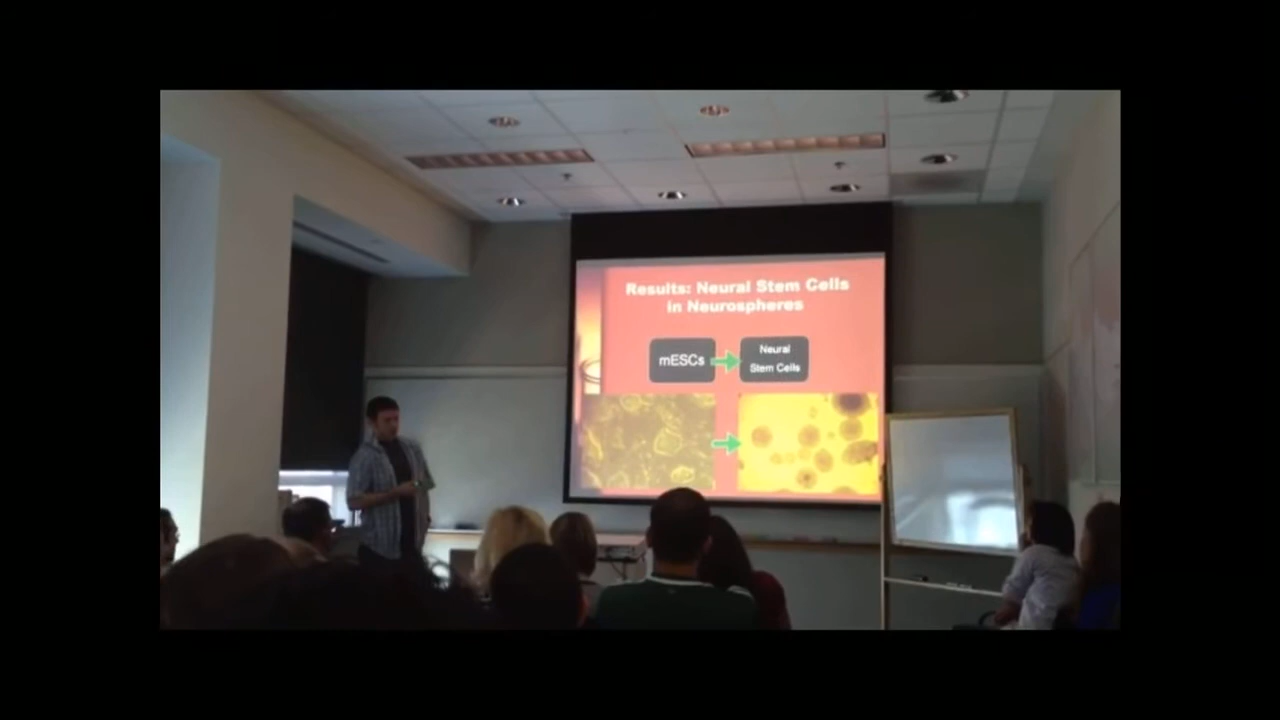 Results: Neural Stem Cells
in Neurospheres
mESCs
Neural
Stem Cells